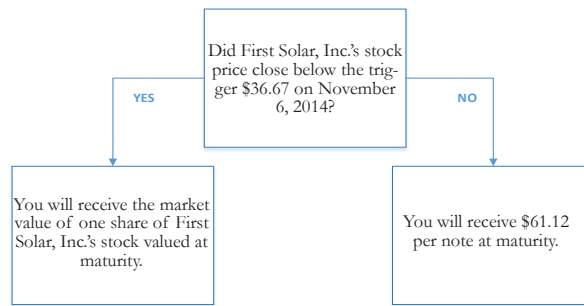 Did First Solar, Inc.'s stock
price close below the trig-
ger $36.67 on November
6, 2014?
YES
NO
You will receive the market
value of one share of First
Solar, Inc.'s stock valued at
maturity.
You will receive $61.12
per note at maturity.